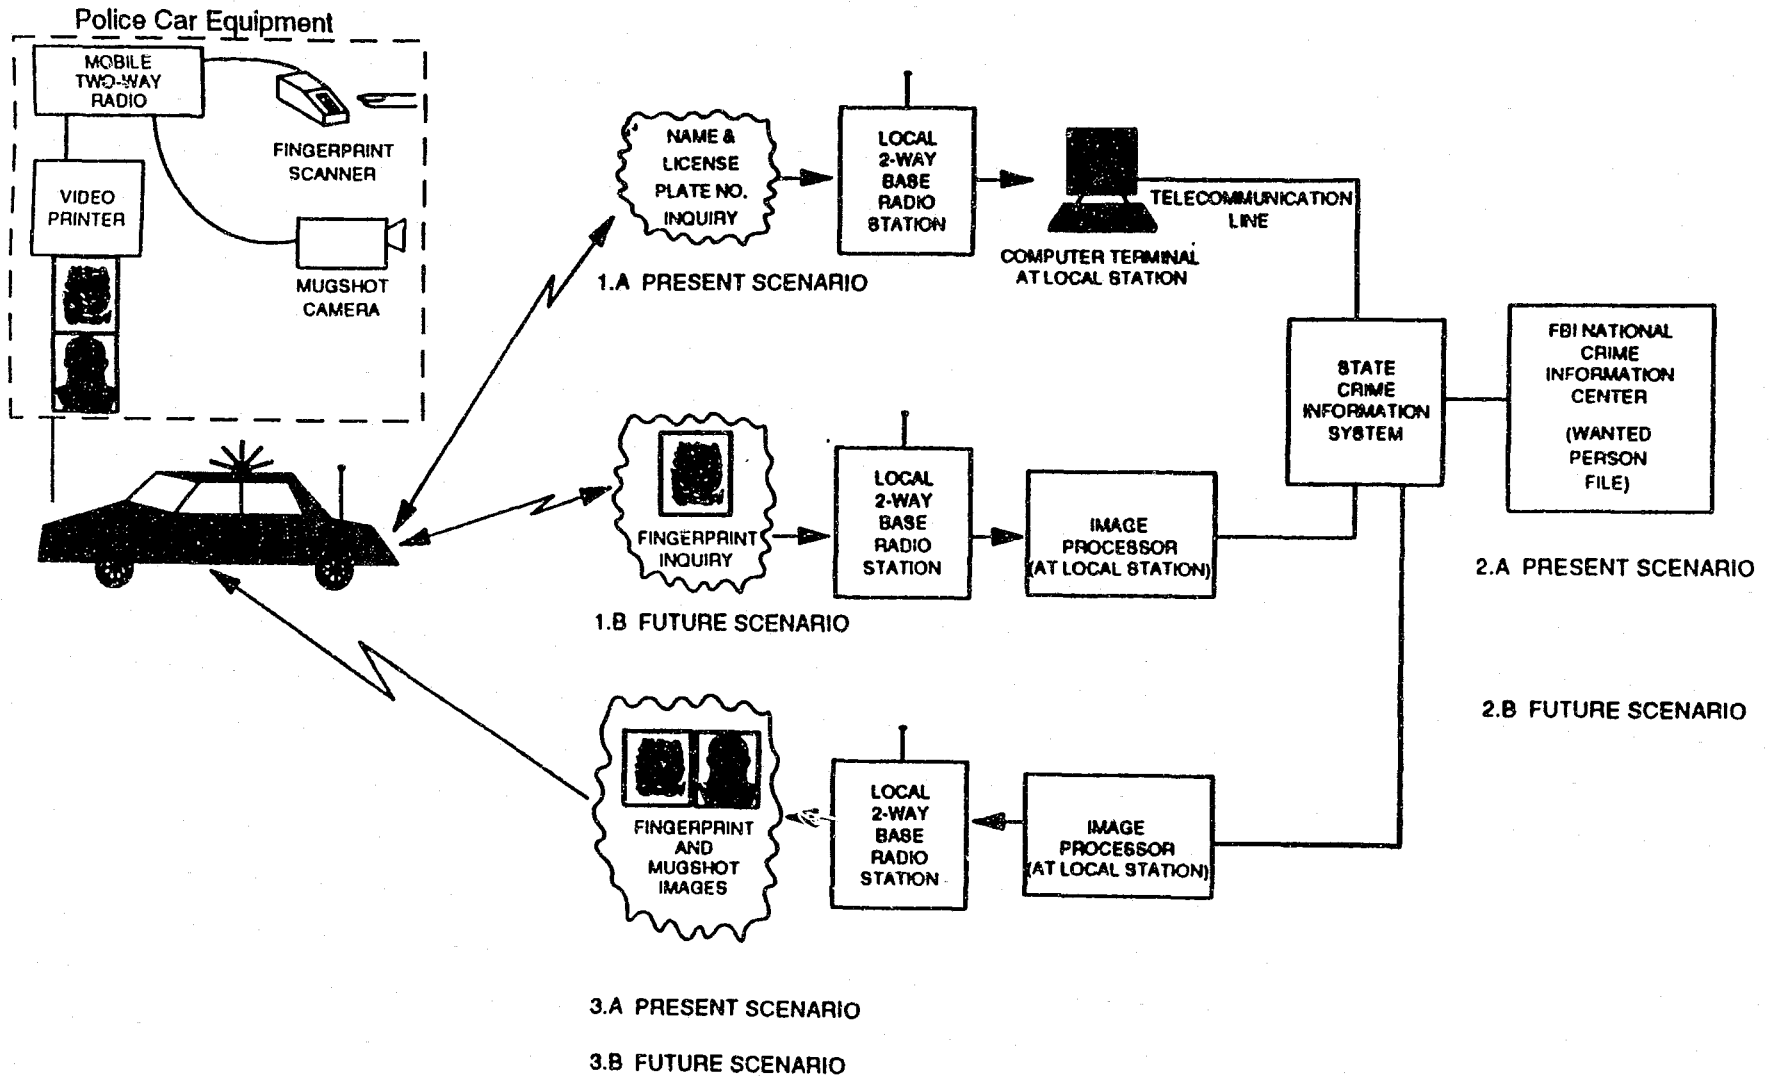 Police Car Equipment
MOBILE
TWO-WAY
RADIO
FINGERPRINT
SCANNER
VIDEO
PRINTER
MUGSHOT
CAMERA
NAME &
LICENSE
PLATE NO.
INQUIRY
1.A PRESENT SCENARIO
LOCAL
2-WAY
BASE
RADIO
STATION
COMPUTER TERMINAL
AT LOCAL STATION
TELECOMMUNICATION
LINE
STATE
CRIME
INFORMATION
SYSTEM
FBI NATIONAL
CRIME
INFORMATION
CENTER
(WANTED
PERSON
FILE)
2.A PRESENT SCENARIO
2.B FUTURE SCENARIO
FINGERPRINT
INQUIRY
1.B FUTURE SCENARIO
LOCAL
2-WAY
BASE
RADIO
STATION
IMAGE
PROCESSOR
(AT LOCAL STATION)
FINGERPRINT
AND
MUGSHOT
IMAGES
LOCAL
2-WAY
BASE
RADIO
STATION
IMAGE
PROCESSOR
(AT LOCAL STATION)
3.A PRESENT SCENARIO
3.B FUTURE SCENARIO